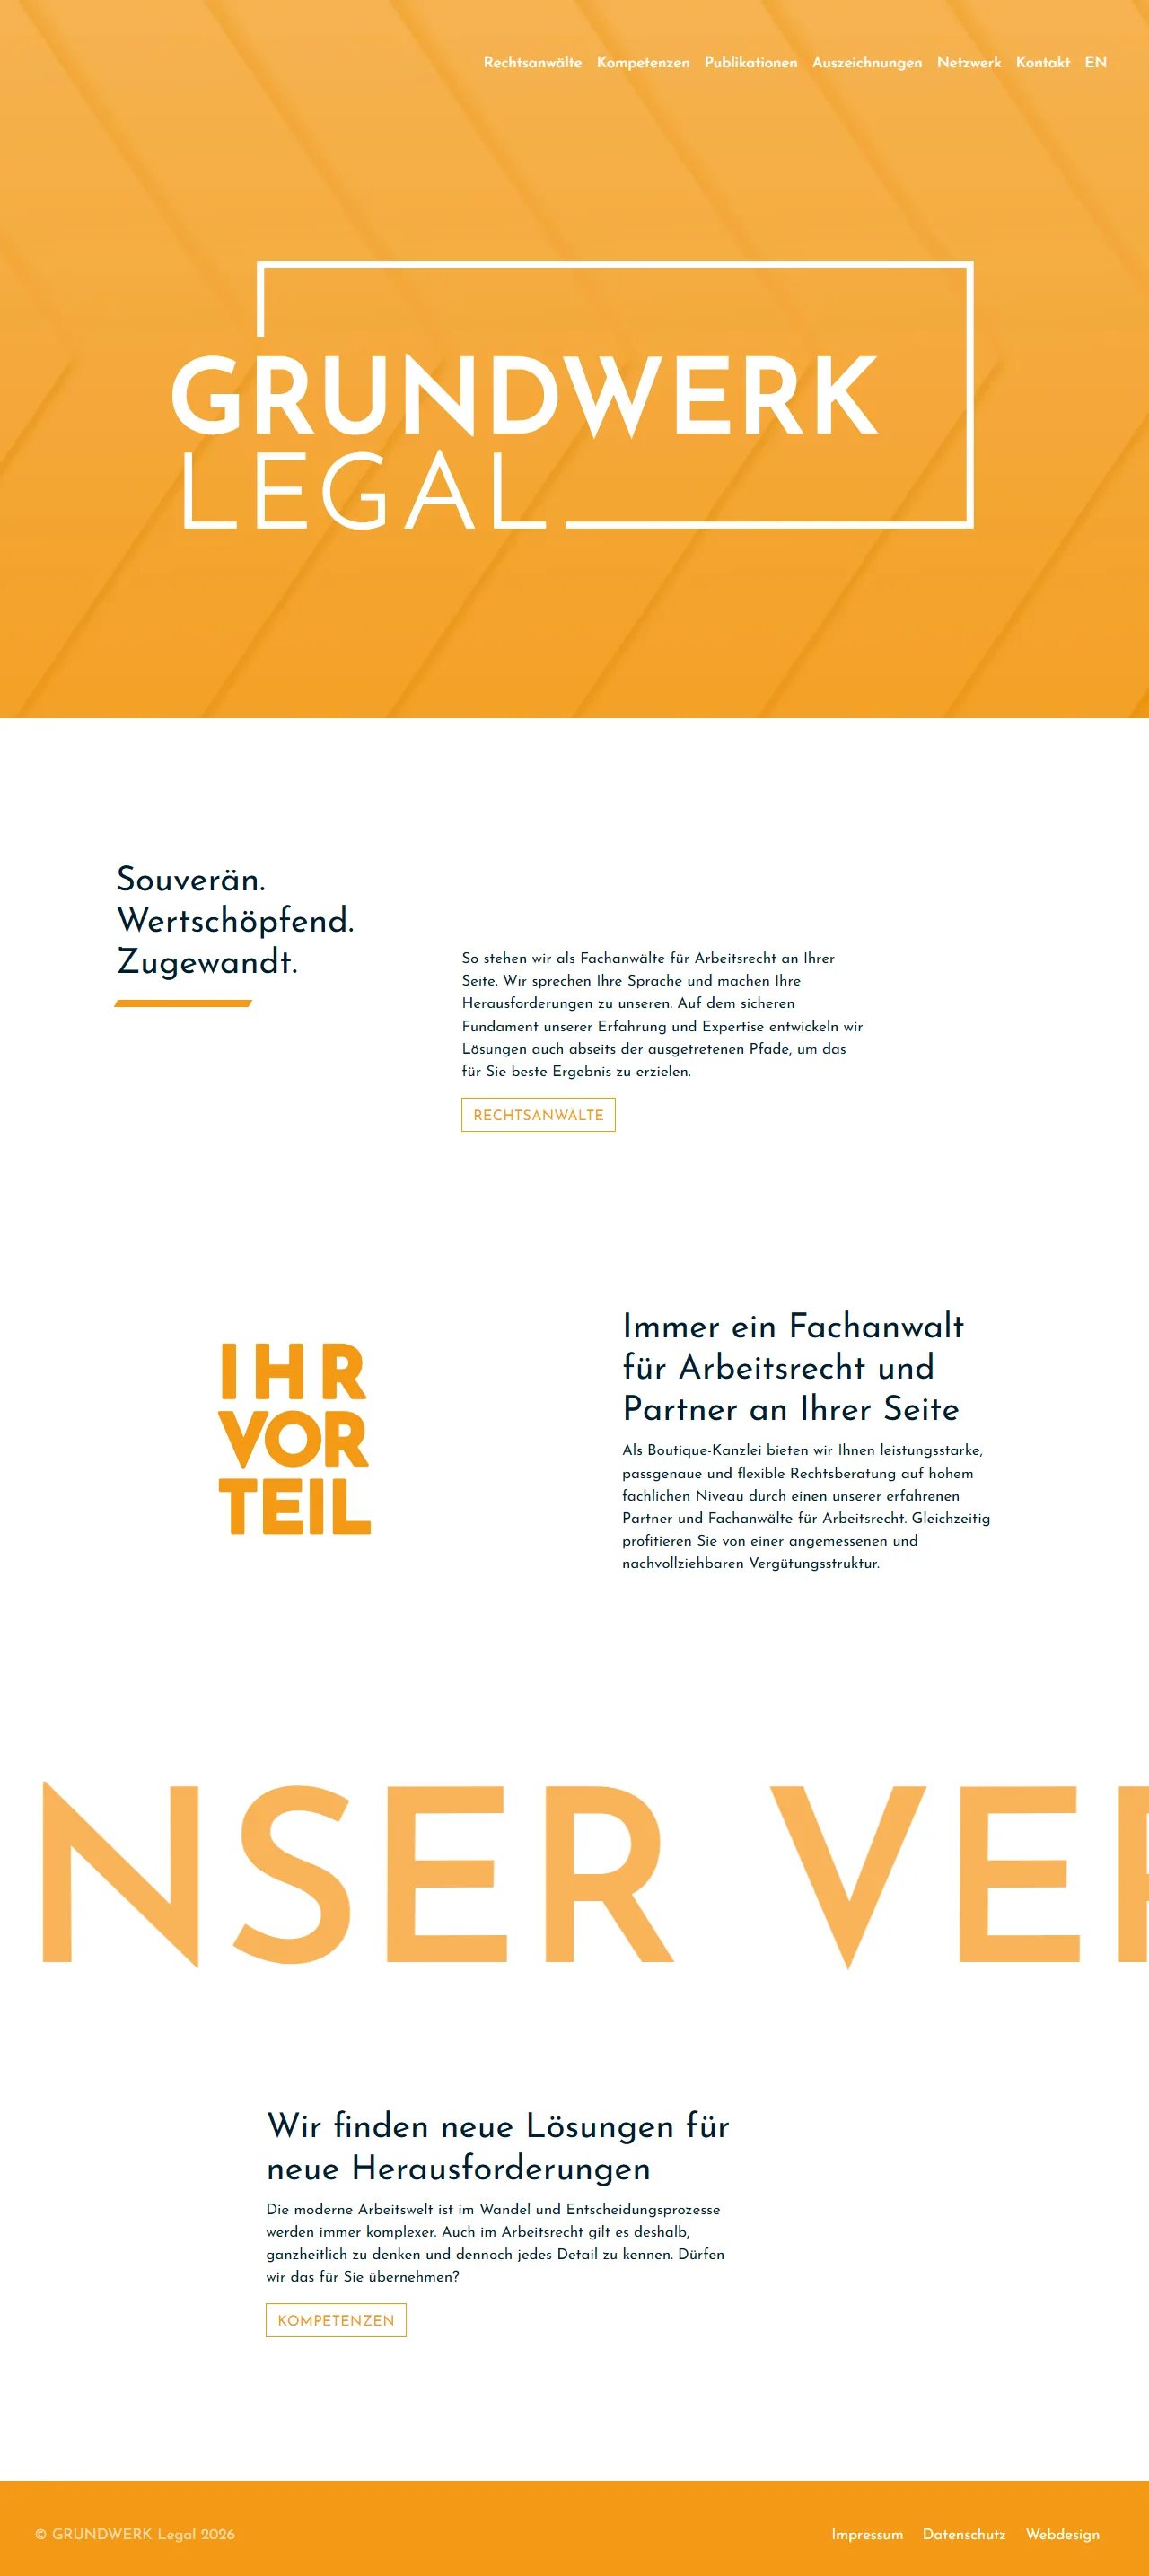 Rechtsanwälte Kompetenzen Publikationen Auszeichnungen Netzwerk Kontakt EN
GRUNDWERK
LEGAL
Souverän.
Wertschöpfend.
Zugewandt.
So stehen wir als Fachanwälte für Arbeitsrecht an Ihrer
Seite. Wir sprechen Ihre Sprache und machen Ihre
Herausforderungen zu unseren. Auf dem sicheren
Fundament unserer Erfahrung und Expertise entwickeln wir
Lösungen auch abseits der ausgetretenen Pfade, um das
für Sie beste Ergebnis zu erzielen.
RECHTSANWÄLTE
IHR
VOR
TEIL
Immer ein Fachanwalt
für Arbeitsrecht und
Partner an Ihrer Seite
Als Boutique-Kanzlei bieten wir Ihnen leistungsstarke,
passgenaue und flexible Rechtsberatung auf hohem
fachlichen Niveau durch einen unserer erfahrenen
Partner und Fachanwälte für Arbeitsrecht. Gleichzeitig
profitieren Sie von einer angemessenen und
nachvollziehbaren Vergütungsstruktur.
NSER VER
Wir finden neue Lösungen für
neue Herausforderungen
Die moderne Arbeitswelt ist im Wandel und Entscheidungsprozesse
werden immer komplexer. Auch im Arbeitsrecht gilt es deshalb,
ganzheitlich zu denken und dennoch jedes Detail zu kennen. Dürfen
wir das für Sie übernehmen?
KOMPETENZEN
© GRUNDWERK Legal 2026
Impressum Datenschutz Webdesign